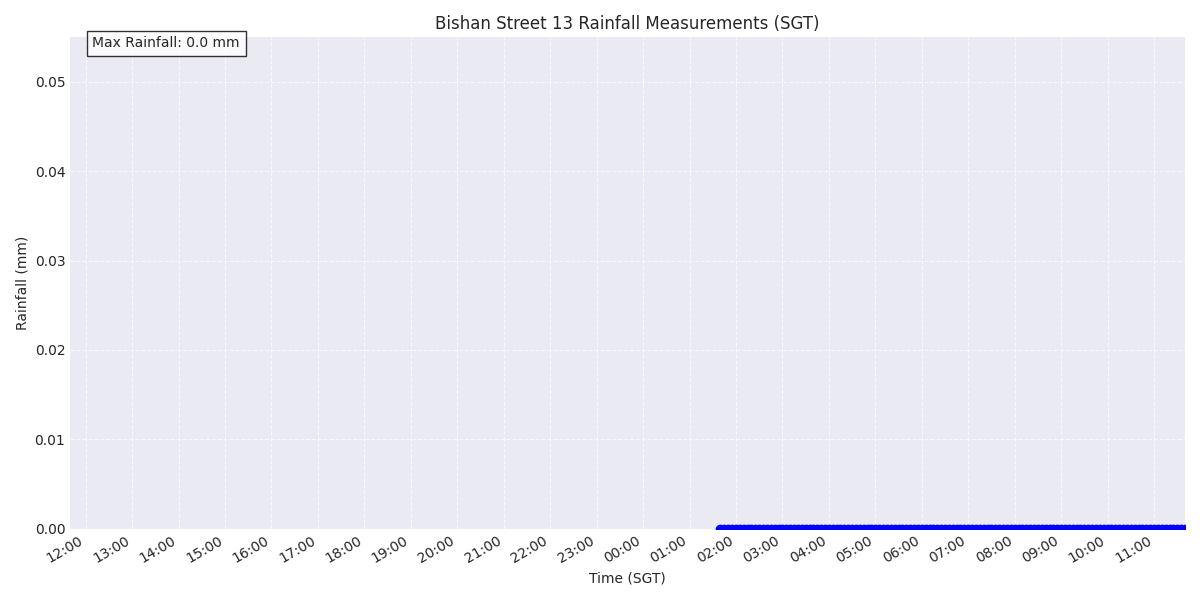 Bishan Street 13 Rainfall Measurements (SGT)
Max Rainfall: 0.0 mm
0.05
0.04
0.03
0.02
0.01
0.00
Rainfall (mm)
12:00 13:00 14:00 15:00 16:00 17:00 18:00 19:00 20:00 21:00 22:00 23:00 00:00 01:00 02:00 03:00 04:00 05:00 06:00 07:00 08:00 09:00 10:00 11:00
Time (SGT)